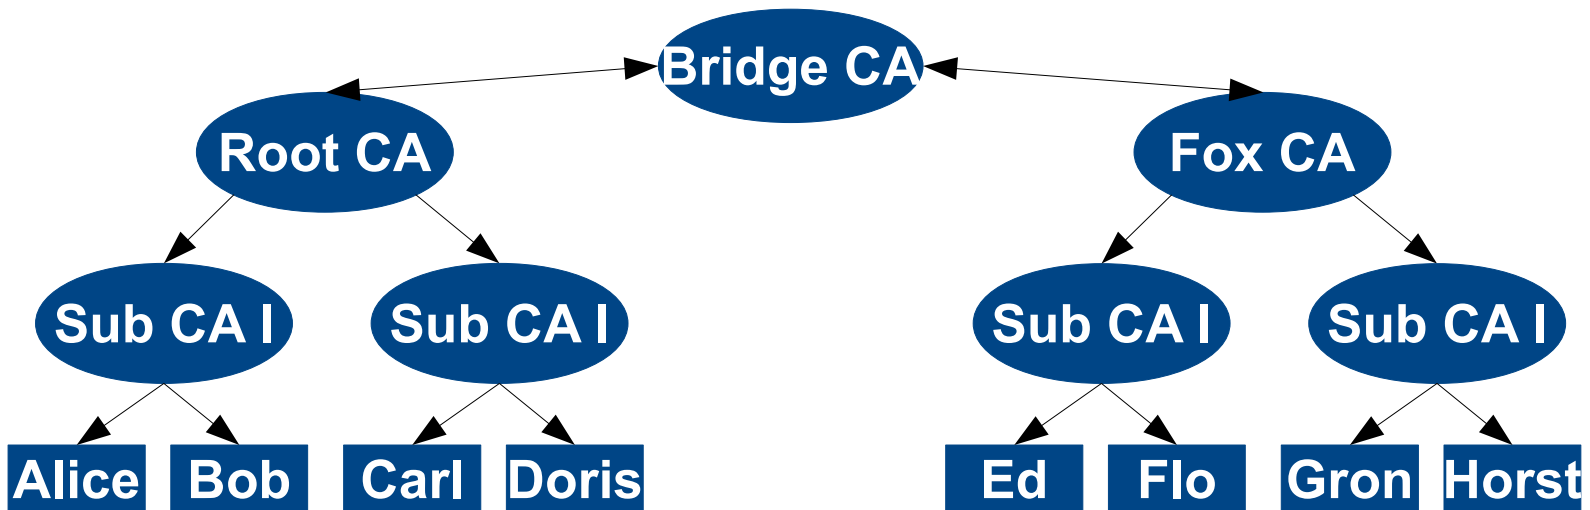 Bridge CA
Root CA
Fox CA
Sub CA I
Sub CA I
Sub CA I
Sub CA I
Alice
Bob
Carl
Doris
Ed
Flo
Gron
Horst